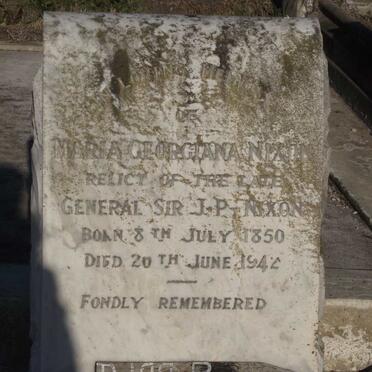 OF
MARIA GEORGIANA NIXON
RELICT OF THE LATE
GENERAL SIR J.P. NIXON
BORN 8TH JULY 1850
DIED 20TH JUNE 1942
FONDLY REMEMBERED